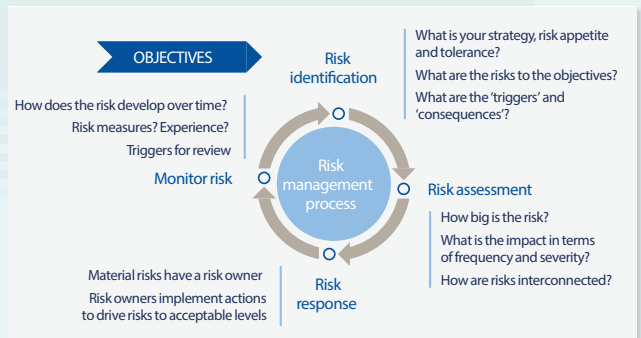 OBJECTIVES
Risk
identification
What is your strategy, risk appetite
and tolerance?
What are the risks to the objectives?
What are the ‘triggers’ and
‘consequences’?
How does the risk develop over time?
Risk measures? Experience?
Triggers for review
Monitor risk
Risk
management
process
Risk assessment
How big is the risk?
What is the impact in terms
of frequency and severity?
How are risks interconnected?
Material risks have a risk owner
Risk owners implement actions
to drive risks to acceptable levels
Risk
response